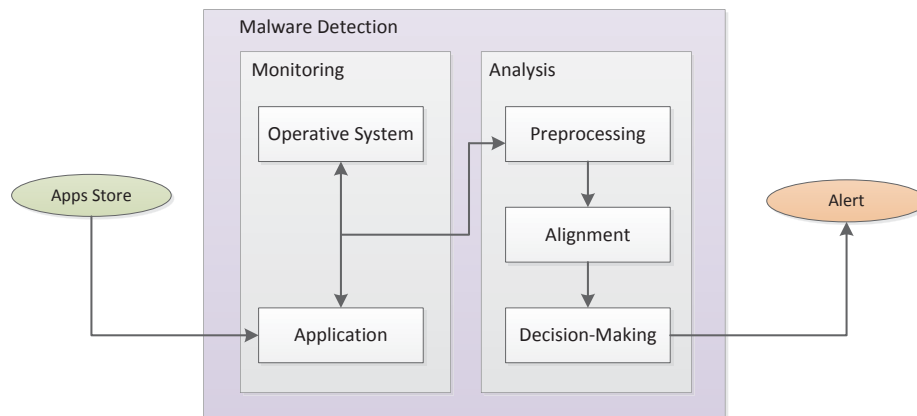 Malware Detection
Monitoring
Analysis
Operative System
Preprocessing
Apps Store
Alignment
Alert
Application
Decision-Making